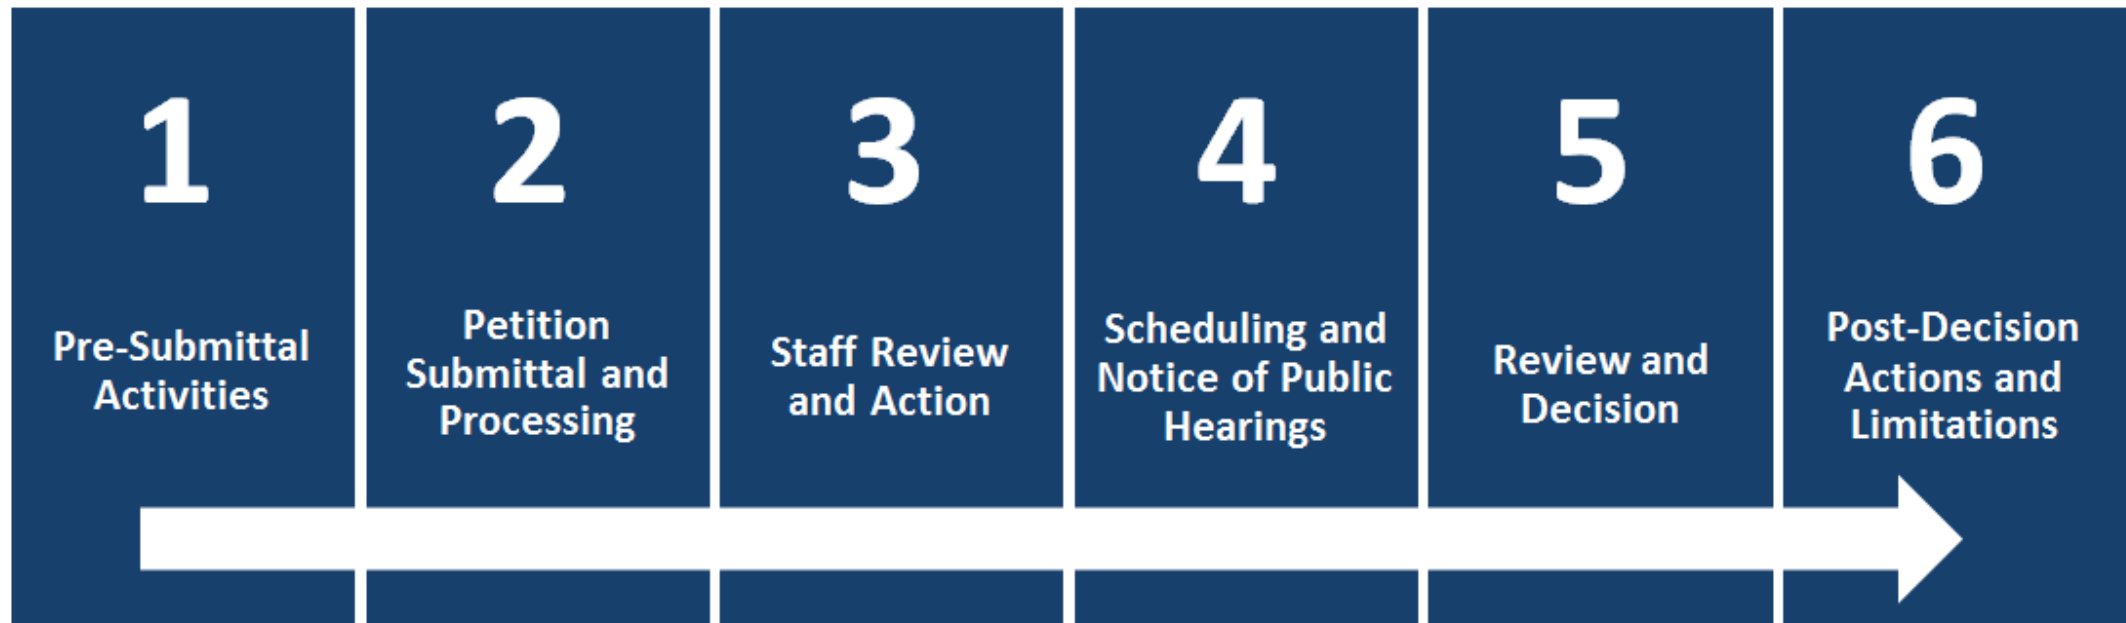 1
Pre-Submittal
Activities
2
Petition
Submittal and
Processing
3
Staff Review
and Action
4
Scheduling and
Notice of Public
Hearings
5
Review and
Decision
6
Post-Decision
Actions and
Limitations